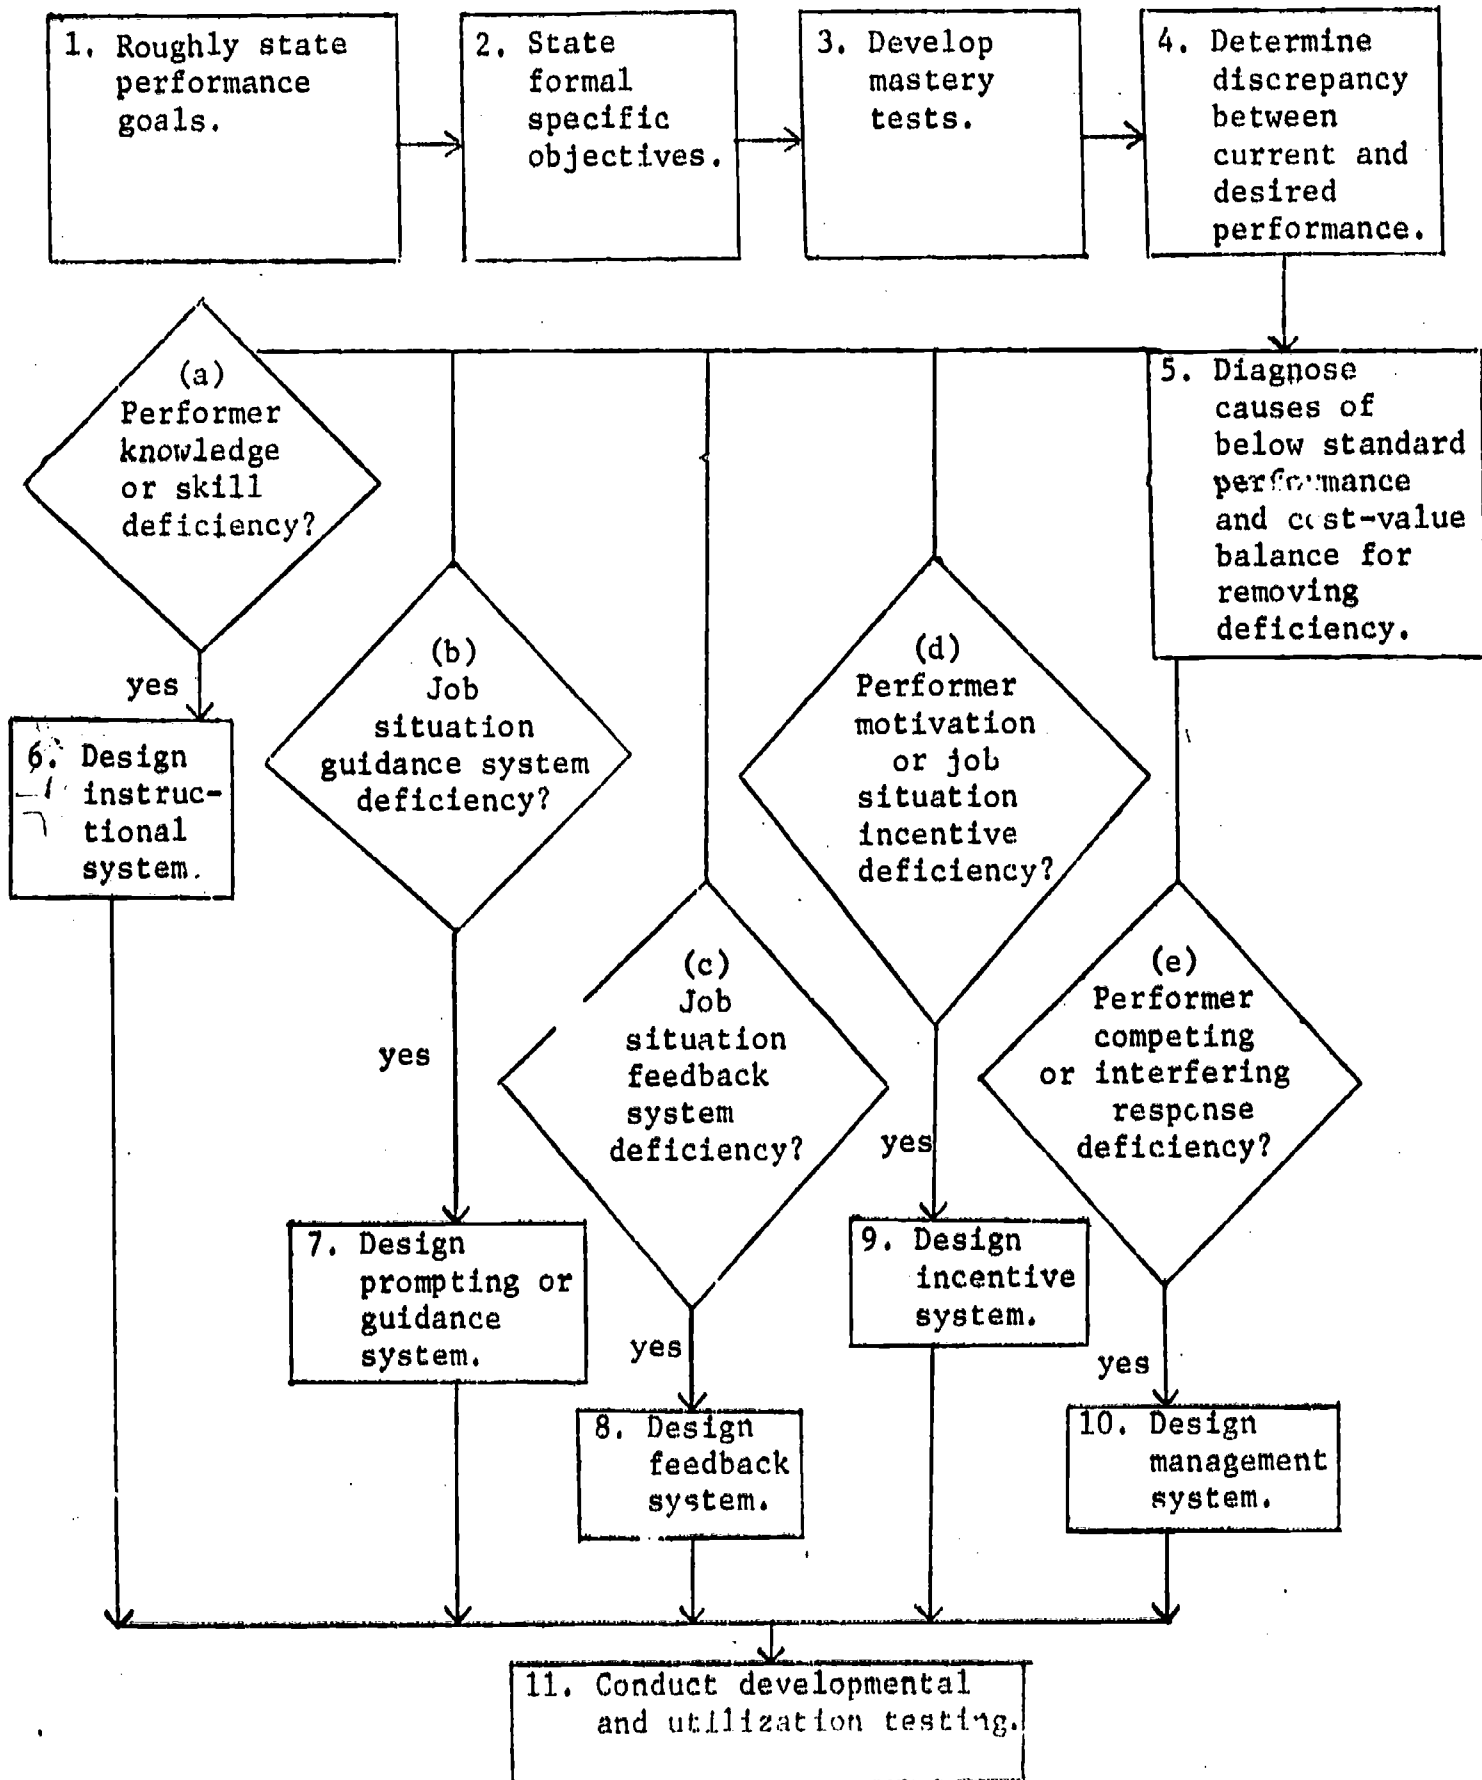 1. Roughly state
performance
goals.
2. State
formal
specific
objectives.
3. Develop
mastery
tests.
4. Determine
discrepancy
between
current and
desired
performance.
5. Diagnose
causes of
below standard
performance
and cost-value
balance for
removing
deficiency.
(a)
Performer
knowledge
or skill
deficiency?
yes
6. Design
instruc-
tional
system.
(b)
Job
situation
guidance system
deficiency?
yes
7. Design
prompting or
guidance
system.
(c)
Job
situation
feedback
system
deficiency?
yes
8. Design
feedback
system.
(d)
Performer
motivation
or job
situation
incentive
deficiency?
yes
9. Design
incentive
system.
(e)
Performer
competing
or interfering
response
deficiency?
yes
10. Design
management
system.
11. Conduct developmental
and utilization testing.